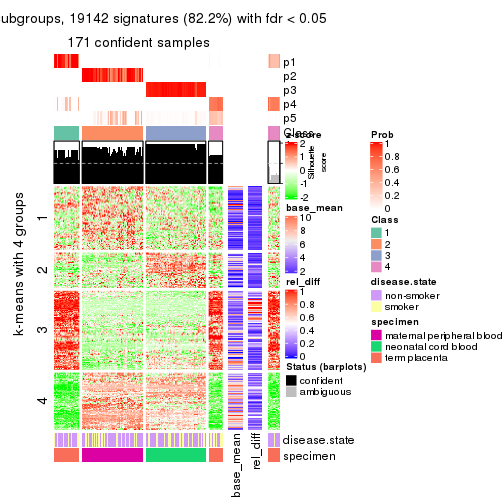 subgroups, 19142 signatures (82.2%) with fdr < 0.05
171 confident samples
p1
p2
p3
p4
p5
Class
k-means with 4 groups
1
2
3
4
z-score
2
1
0
-1
-2
Silhouette
score
base_mean
10
8
6
4
2
rel_diff
1
0.8
0.6
0.4
0.2
0
Status (barplots)
confident
ambiguous
Prob
1
0.8
0.6
0.4
0.2
0
Class
1
2
3
4
disease.state
non-smoker
smoker
specimen
maternal peripheral blood
neonatal cord blood
term placenta
disease.state
specimen
base_mean
rel_diff